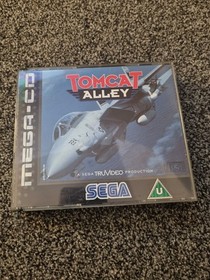 MEGA-CD
TOMCAT
ALLEY
A SEGA TRUVIDEO PRODUCTION
SEGA
U